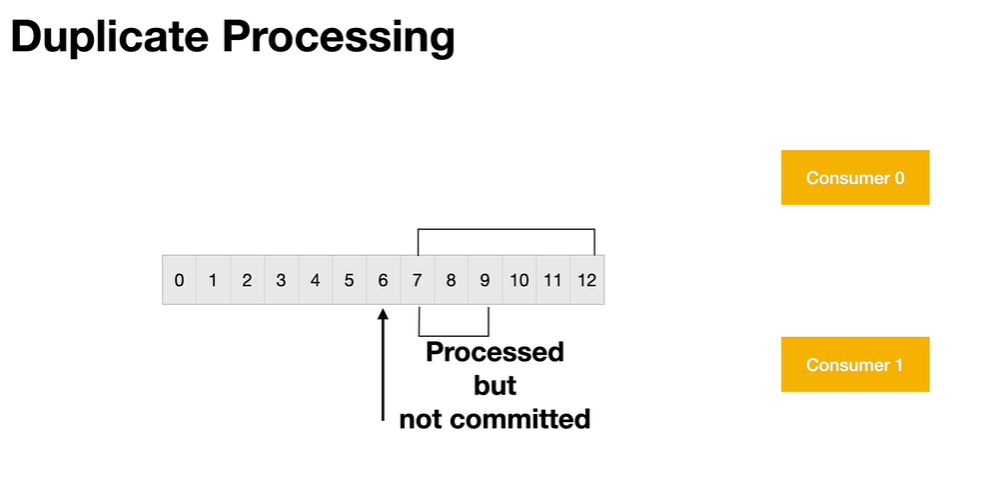 Duplicate Processing
Consumer 0
0 1 2 3 4 5 6 7 8 9 10 11 12
Processed
but
not committed
Consumer 1